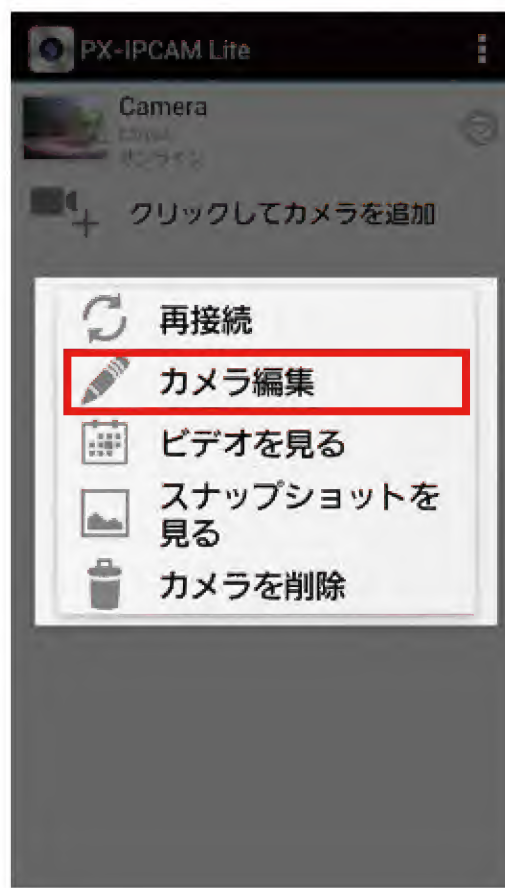 PX-IPCAM Lite
Camera
オンライン
クリックしてカメラを追加
再接続
カメラ編集
ビデオを見る
スナップショットを
見る
カメラを削除